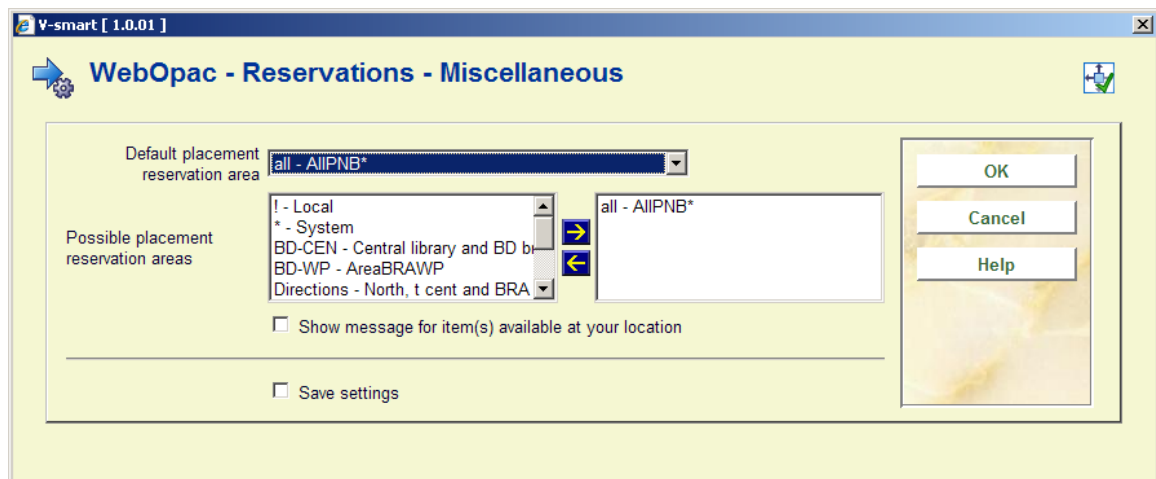 V-smart [ 1.0.01 ]
WebOpac - Reservations - Miscellaneous
Default placement
reservation area
all - AllPNB*
Possible placement
reservation areas
! - Local
* - System
BD-CEN - Central library and BD br
BD-WP - AreaBRAWP
Directions - North, t cent and BRA
all - AllPNB*
Show message for item(s) available at your location
Save settings
OK
Cancel
Help